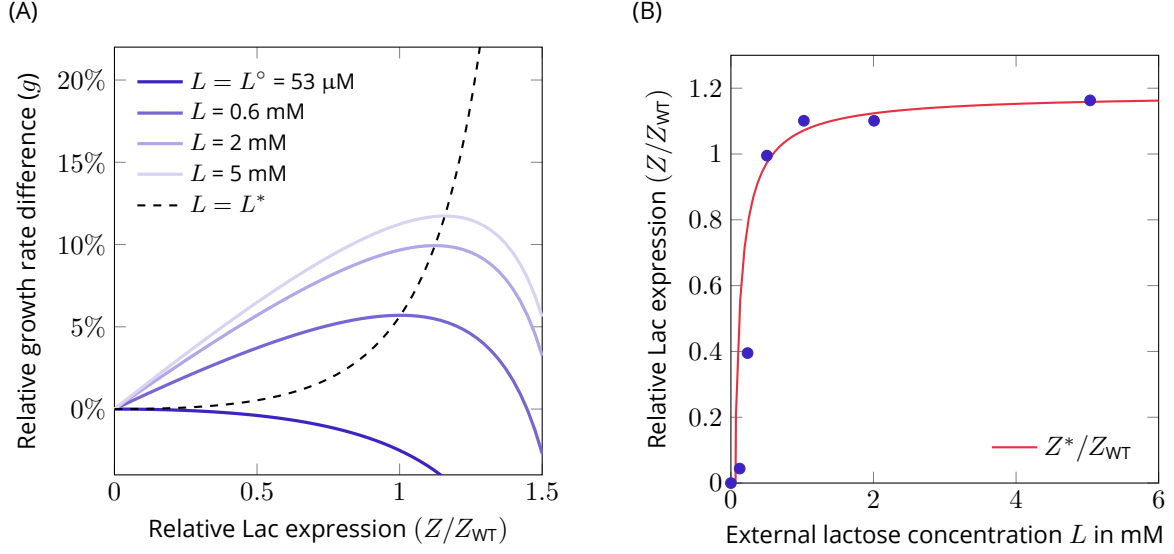 (A)
Relative growth rate difference (g)
20%
15%
10%
5%
0%
L = L° = 53 µM
L = 0.6 mM
L = 2 mM
L = 5 mM
L = L*
0 0.5 1 1.5
Relative Lac expression (Z/Z_WT)
(B)
Relative Lac expression (Z/Z_WT)
1.2
1
0.8
0.6
0.4
0.2
0
Z*/Z_WT
0 2 4 6
External lactose concentration L in mM